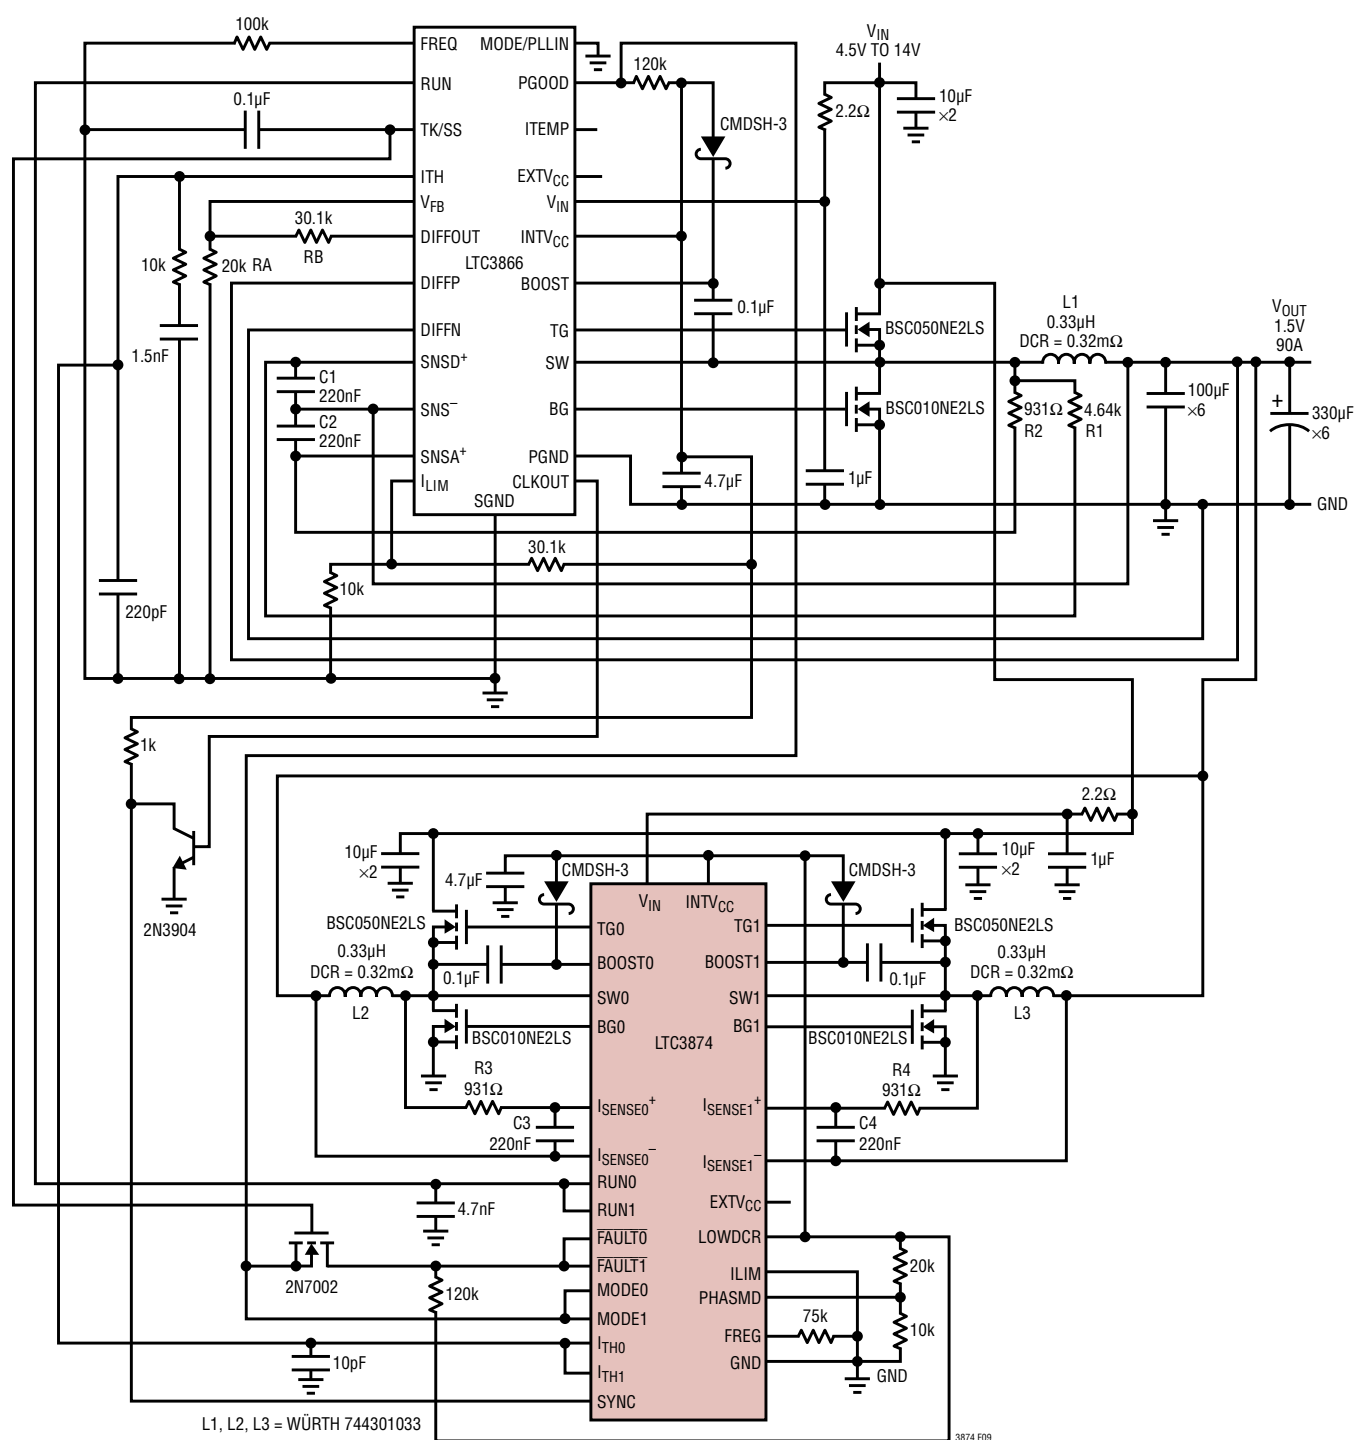 100k
FREQ
MODE/PLLIN
VIN
4.5V TO 14V
RUN
PGOOD
120k
2.2Ω
10µF
×2
0.1µF
TK/SS
ITEMP
CMDSH-3
ITH
EXTVCC
VFB
VIN
30.1k
RB
DIFFOUT
INTVCC
10k
20k RA
LTC3866
DIFFP
BOOST
0.1µF
L1
0.33µH
DCR = 0.32mΩ
VOUT
1.5V
90A
1.5nF
DIFFN
TG
BSC050NE2LS
SNSD+
SW
C1
220nF
SNS–
BG
BSC010NE2LS
931Ω
R2
4.64k
R1
100µF
×6
+
330µF
×6
C2
220nF
SNSA+
PGND
4.7µF
1µF
ILIM
CLKOUT
SGND
GND
30.1k
10k
220pF
1k
2N3904
2.2Ω
10µF
×2
4.7µF
CMDSH-3
CMDSH-3
10µF
×2
1µF
VIN
INTVCC
BSC050NE2LS
TG0
TG1
BSC050NE2LS
0.33µH
DCR = 0.32mΩ
L2
0.1µF
BOOST0
BOOST1
0.1µF
0.33µH
DCR = 0.32mΩ
L3
SW0
SW1
BG0
BG1
BSC010NE2LS
LTC3874
BSC010NE2LS
R3
931Ω
R4
931Ω
ISENSE0+
ISENSE1+
C3
220nF
C4
220nF
ISENSE0–
ISENSE1–
RUN0
4.7nF
RUN1
EXTVCC
FAULT0
LOWDCR
FAULT1
2N7002
120k
ILIM
20k
MODE0
PHASMD
MODE1
75k
10k
FREG
ITH0
10pF
GND
GND
ITH1
SYNC
L1, L2, L3 = WÜRTH 744301033
3874 F09